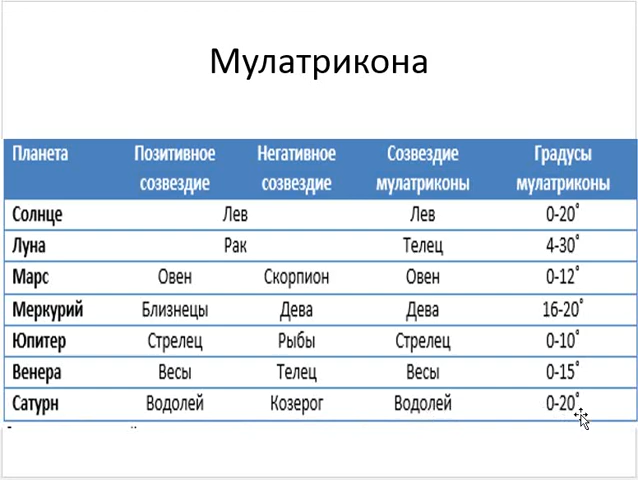 Мулатрикона
Планета Позитивное созвездие Негативное созвездие Созвездие мулатриконы Градусы мулатриконы
Солнце Лев Лев 0-20°
Луна Рак Телец 4-30°
Марс Овен Скорпион Овен 0-12°
Меркурий Близнецы Дева Дева 16-20°
Юпитер Стрелец Рыбы Стрелец 0-10°
Венера Весы Телец Весы 0-15°
Сатурн Водолей Козерог Водолей 0-20°